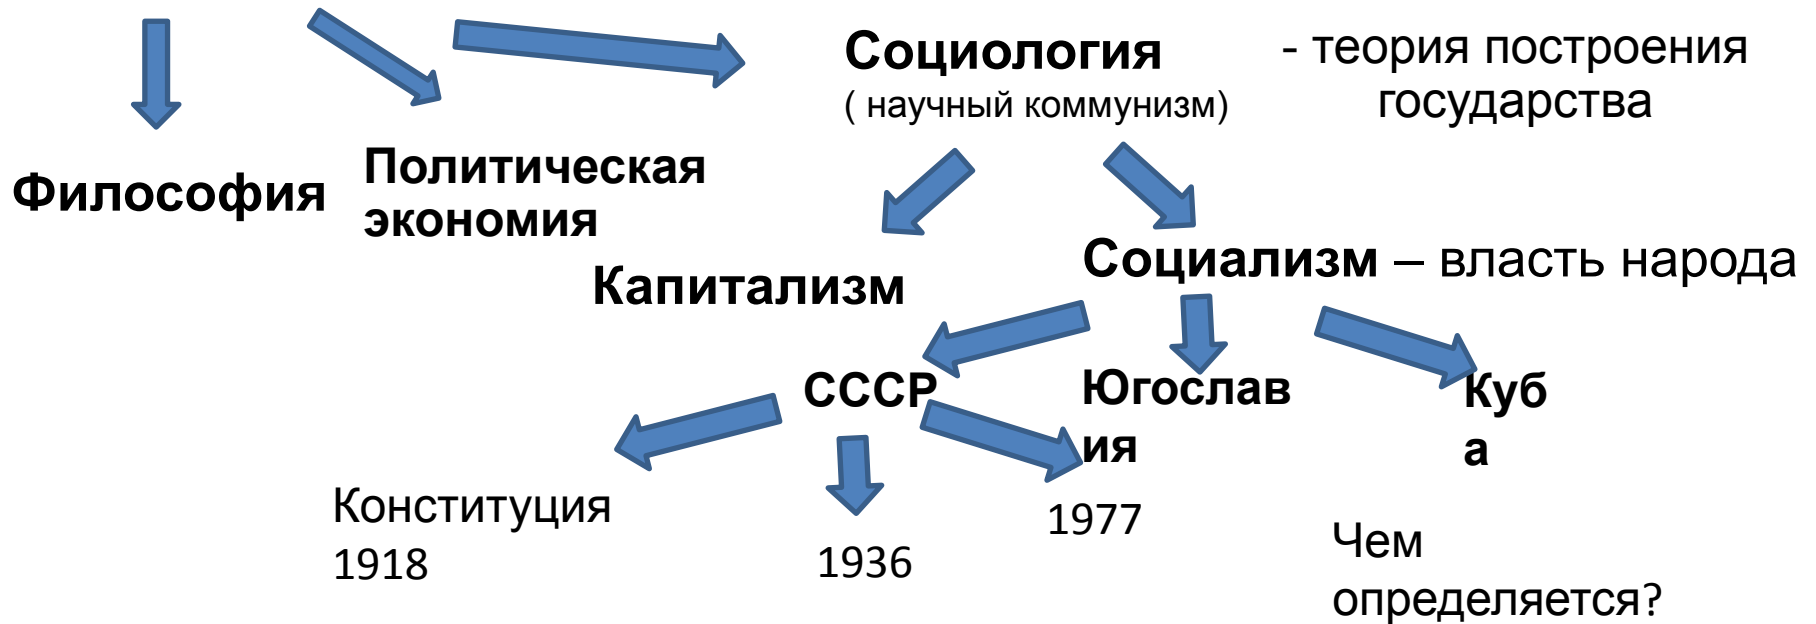 Социология
( научный коммунизм)
- теория построения
государства
Философия
Политическая
экономия
Капитализм
Социализм – власть народа
СССР
Югослав
ия
Куб
а
Конституция
1918
1936
1977
Чем
определяется?